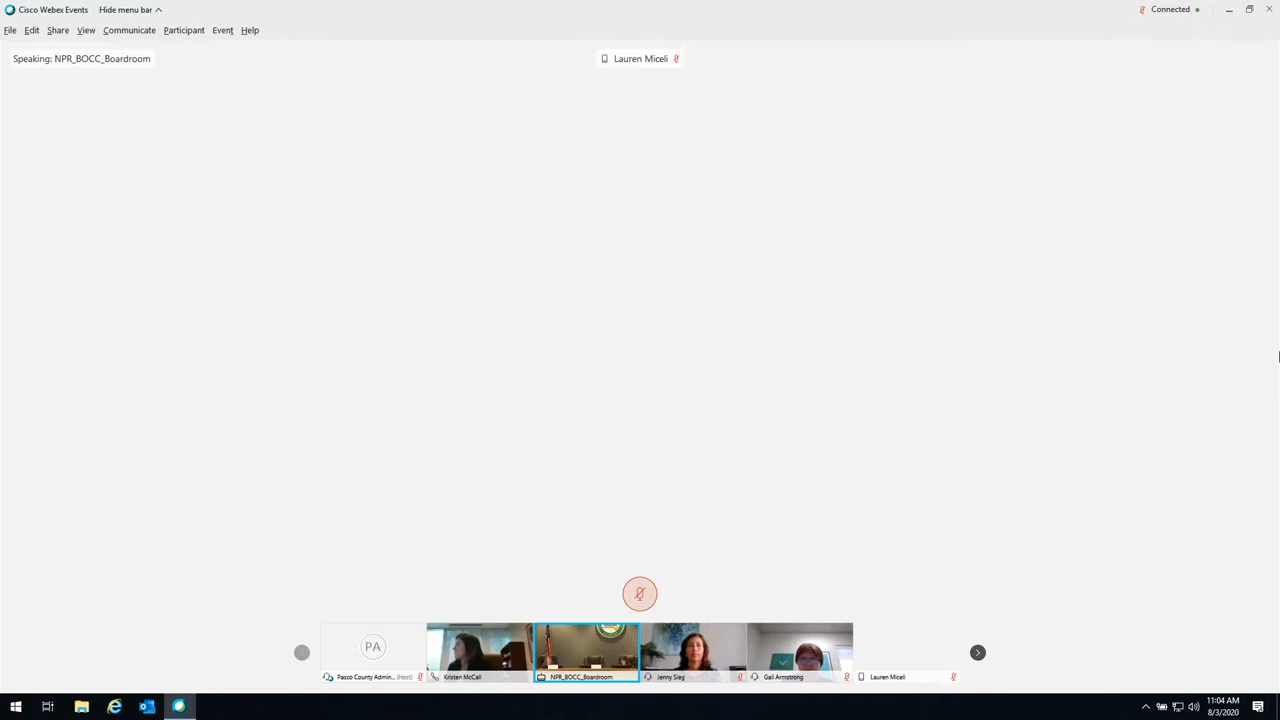 Cisco Webex Events Hide menu bar Connected
File Edit Share View Communicate Participant Event Help
Speaking: NPR_BOCC_Boardroom Lauren Miceli
PA
Pasco County Admin... (Host) Kristen McCall NPR_BOCC_Boardroom Jenny Sieg Gail Armstrong Lauren Miceli
11:04 AM
8/3/2020